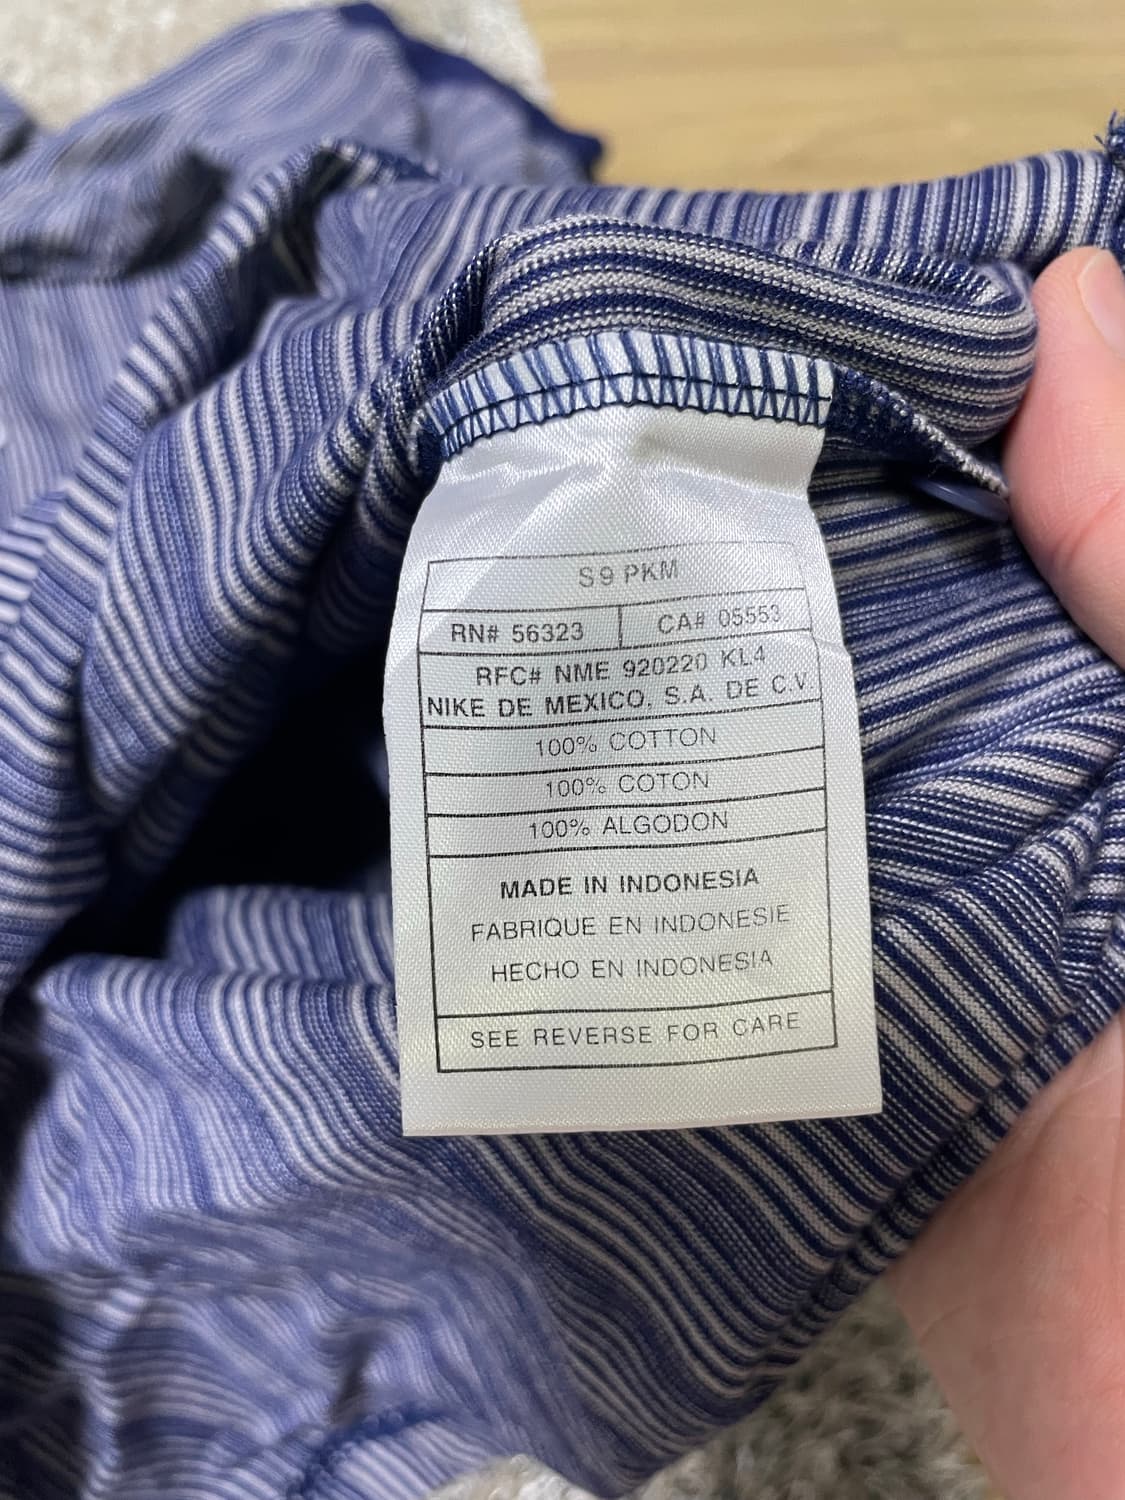 S9 PKM
RN# 56323 CA# 05553
RFC# NME 920220 KL4
NIKE DE MEXICO, S.A. DE C.V
100% COTTON
100% COTON
100% ALGODON
MADE IN INDONESIA
FABRIQUE EN INDONESIE
HECHO EN INDONESIA
SEE REVERSE FOR CARE